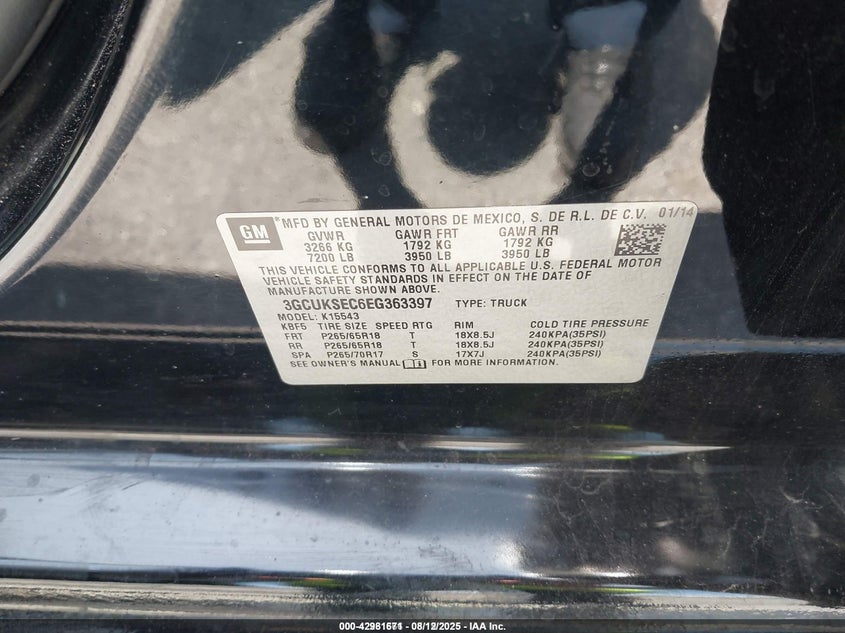 GM
®MFD BY GENERAL MOTORS DE MEXICO, S. DE R.L. DE C.V. 01/14
GVWR GAWR FRT GAWR RR
3266 KG 1792 KG 1792 KG
7200 LB 3950 LB 3950 LB
THIS VEHICLE CONFORMS TO ALL APPLICABLE U.S. FEDERAL MOTOR
VEHICLE SAFETY STANDARDS IN EFFECT ON THE DATE OF
MANUFACTURE SHOWN ABOVE.
3GCUKSEC6EG363397 TYPE: TRUCK
MODEL: K15543
KBF5 TIRE SIZE SPEED RTG RIM COLD TIRE PRESSURE
FRT P265/65R18 T 18X8.5J 240KPA(35PSI)
RR P265/65R18 T 18X8.5J 240KPA(35PSI)
SPA P265/70R17 S 17X7J 240KPA(35PSI)
SEE OWNER'S MANUAL FOR MORE INFORMATION.
000-42981671 - 08/12/2025 - IAA Inc.